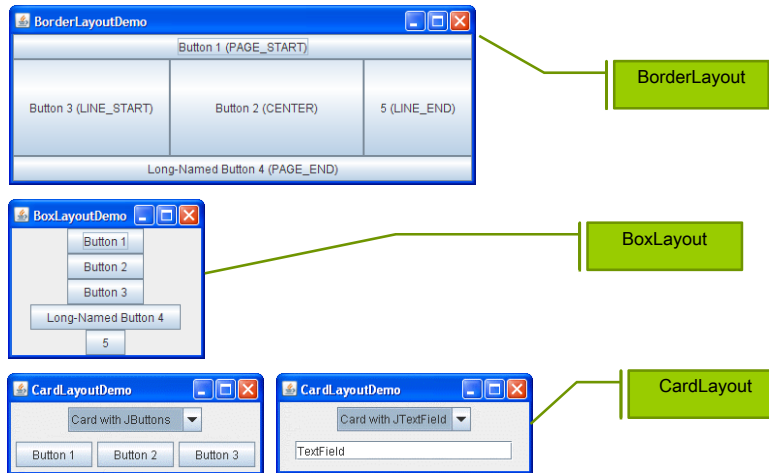 BorderLayoutDemo
Button 1 (PAGE_START)
Button 3 (LINE_START) Button 2 (CENTER) 5 (LINE_END)
Long-Named Button 4 (PAGE_END)
BorderLayout
BoxLayoutDemo
Button 1
Button 2
Button 3
Long-Named Button 4
5
BoxLayout
CardLayoutDemo
Card with JButtons
Button 1 Button 2 Button 3
CardLayoutDemo
Card with JTextField
TextField
CardLayout